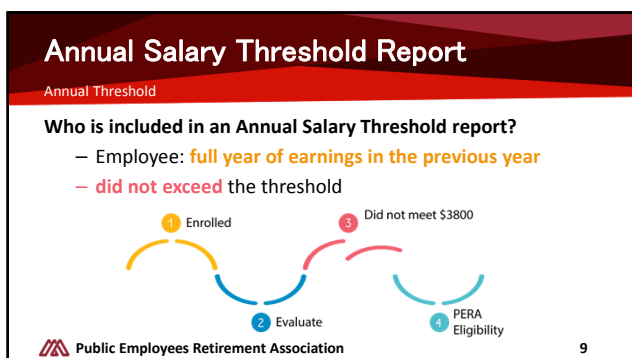 Annual Salary Threshold Report
Annual Threshold
Who is included in an Annual Salary Threshold report?
– Employee: full year of earnings in the previous year
– did not exceed the threshold
1 Enrolled
3 Did not meet $3800
2 Evaluate
4 PERA
Eligibility
Public Employees Retirement Association
9